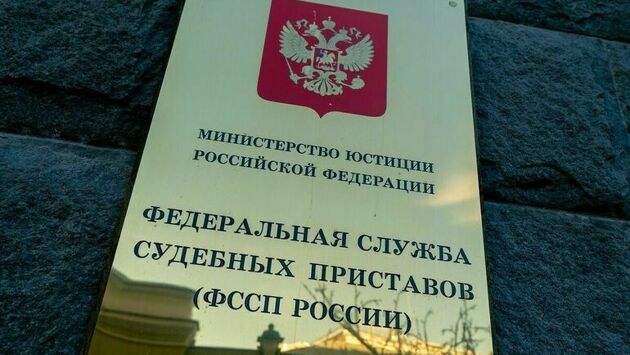 МИНИСТЕРСТВО ЮСТИЦИИ
РОССИЙСКОЙ ФЕДЕРАЦИИ
ФЕДЕРАЛЬНАЯ СЛУЖБА
СУДЕБНЫХ ПРИСТАВОВ
(ФССП РОССИИ)